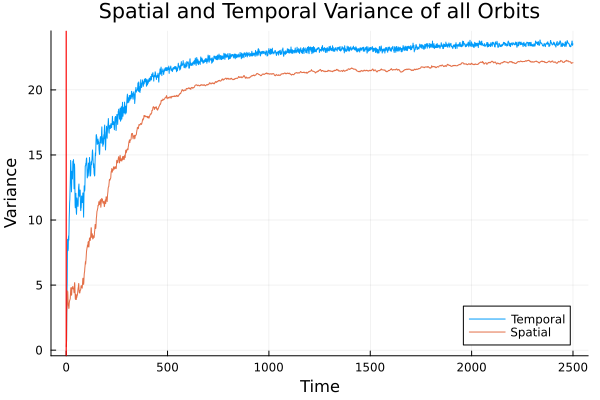 Spatial and Temporal Variance of all Orbits
Variance
20
15
10
5
0
Temporal
Spatial
0 500 1000 1500 2000 2500
Time